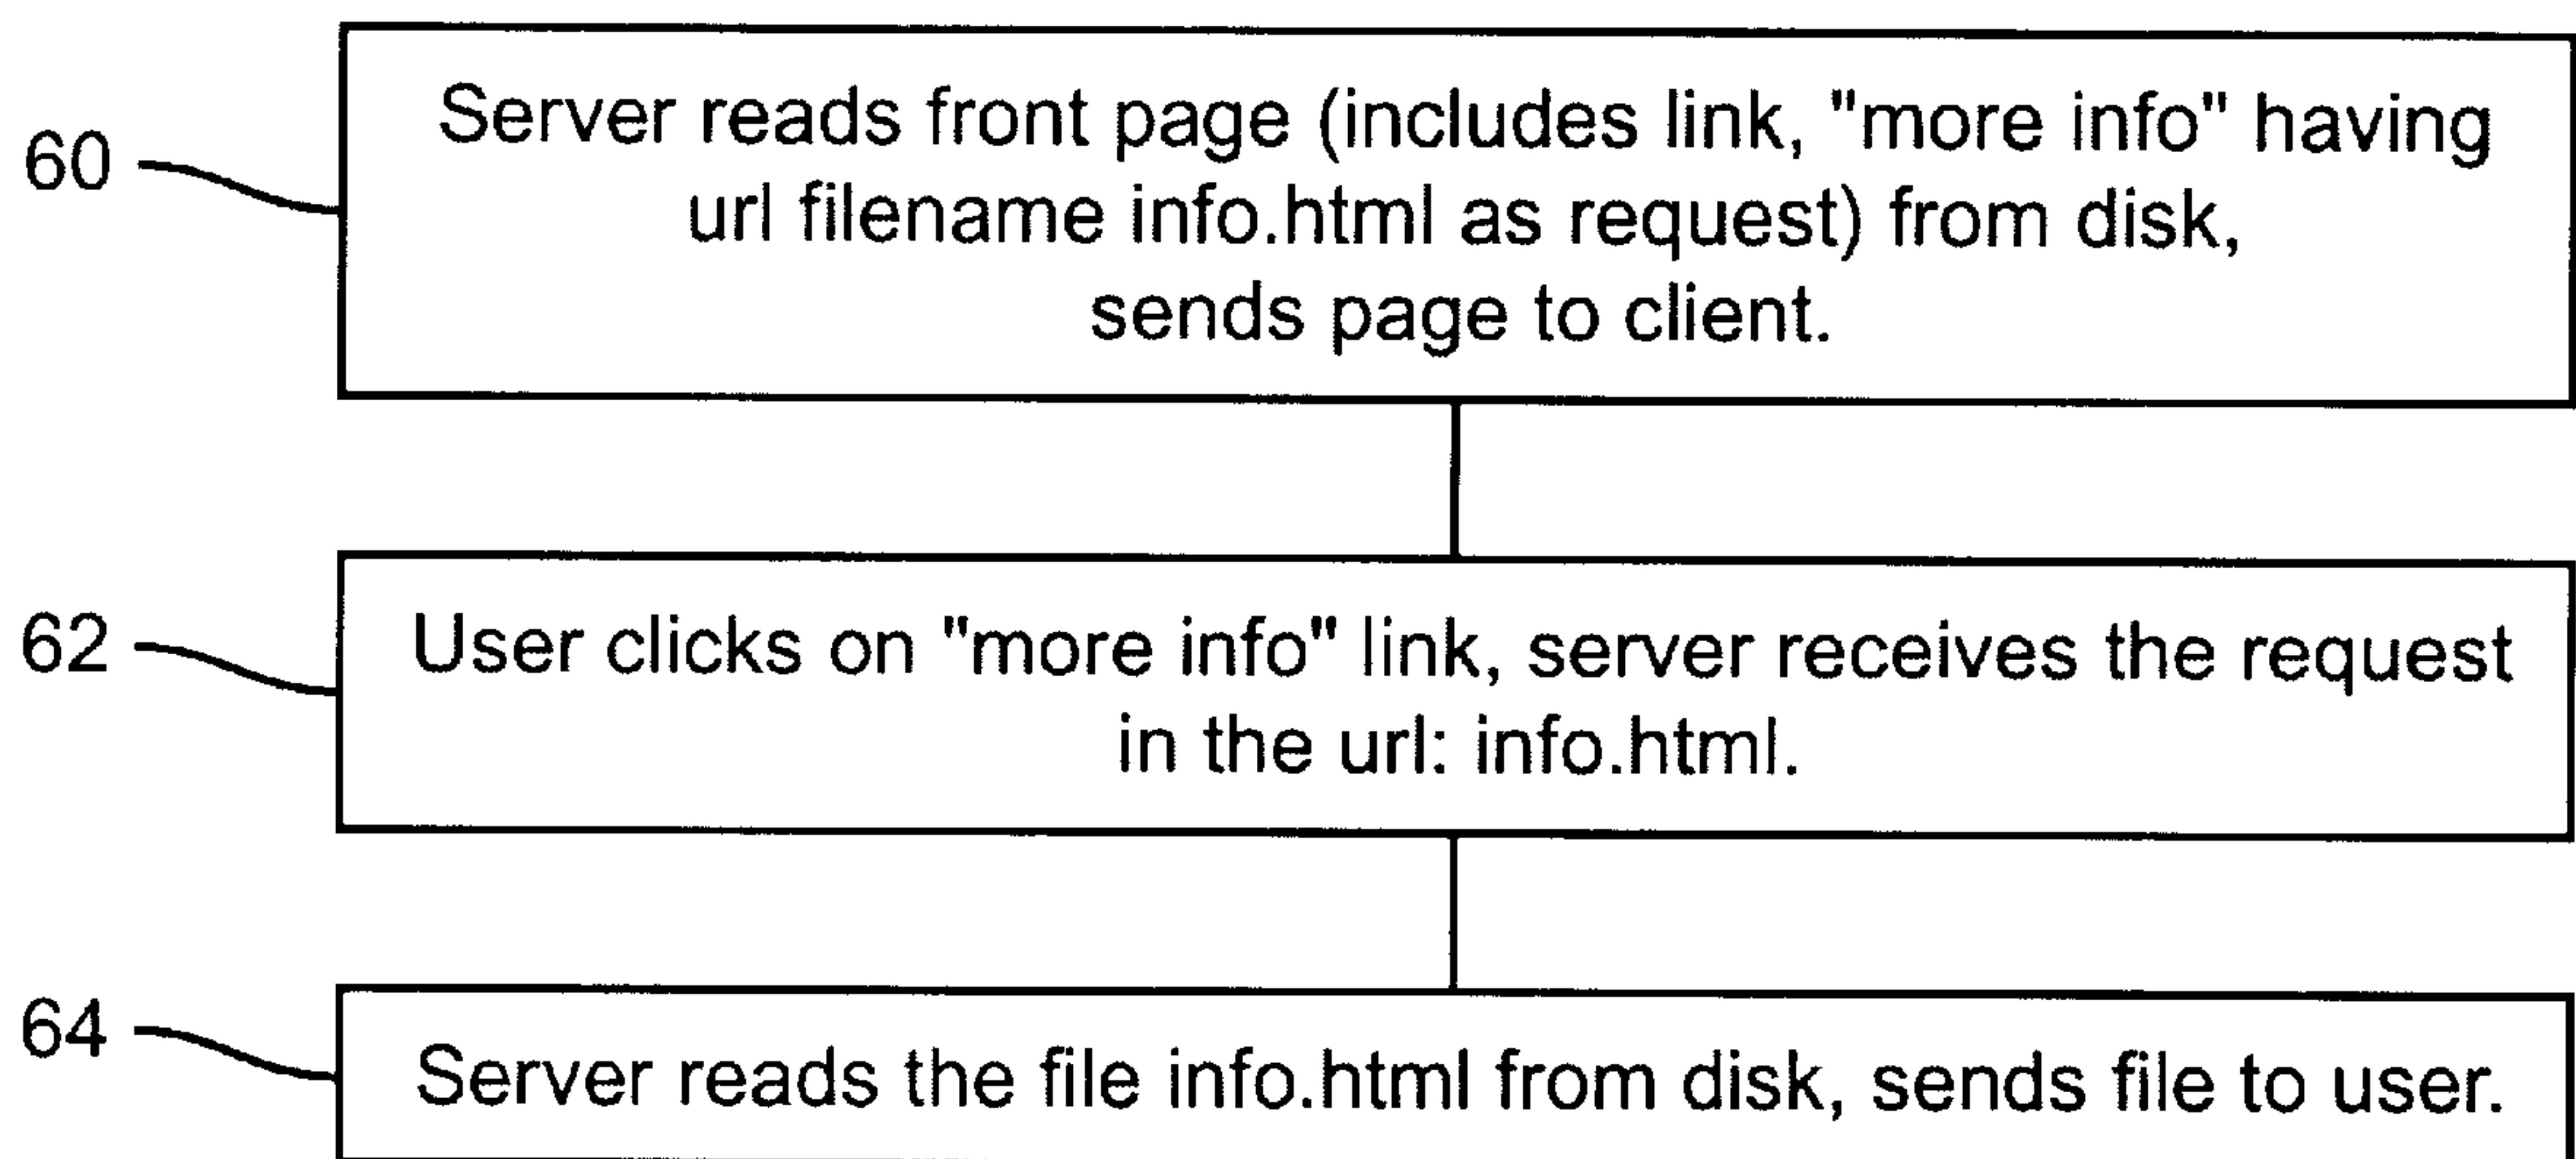 60
Server reads front page (includes link, "more info" having
url filename info.html as request) from disk,
sends page to client.
62
User clicks on "more info" link, server receives the request
in the url: info.html.
64
Server reads the file info.html from disk, sends file to user.